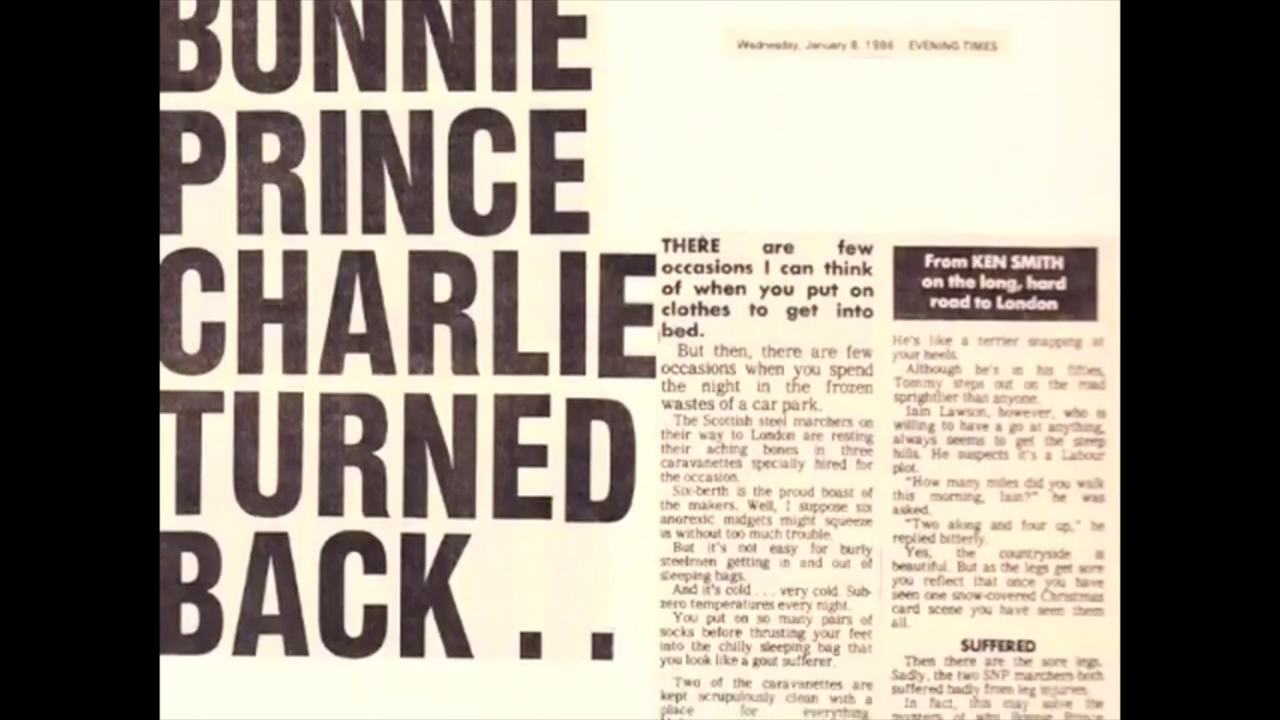 BONNIE
PRINCE
CHARLIE
TURNED
BACK . .
Wednesday, January 8, 1986 EVENING TIMES
THERE are few
occasions I can think
of when you put on
clothes to get into
bed.
But then, there are few
occasions when you spend
the night in the frozen
wastes of a car park.
The Scottish steel marchers on
their way to London are resting
their aching bones in three
caravanettes specially hired for
the occasion.
Six-berth is the proud boast of
the makers. Well, I suppose six
anorexic midgets might squeeze
in without too much trouble.
But it's not easy for burly
steelmen getting in and out of
sleeping bags.
And it's cold . . . very cold. Sub-
zero temperatures every night.
You put on so many pairs of
socks before thrusting your feet
into the chilly sleeping bag that
you look like a gout sufferer.
Two of the caravanettes are
kept scrupulously clean with a
place for everything.
From KEN SMITH
on the long, hard
road to London
He's like a terrier snapping at
your heels.
Although he's in his fifties,
Tommy steps out on the road
sprightlier than anyone.
Iain Lawson, however, who is
willing to have a go at anything,
always seems to get the steep
hills. He suspects it's a Labour
plot.
"How many miles did you walk
this morning, Iain?" he was
asked.
"Two along and four up," he
replied bitterly.
Yes, the countryside is
beautiful. But as the legs get sore
you reflect that once you have
seen one snow-covered Christmas
card scene you have seen them
all.
SUFFERED
Then there are the sore legs.
Sadly, the two SNP marchers both
suffered badly from leg injuries.
In fact, this may solve the